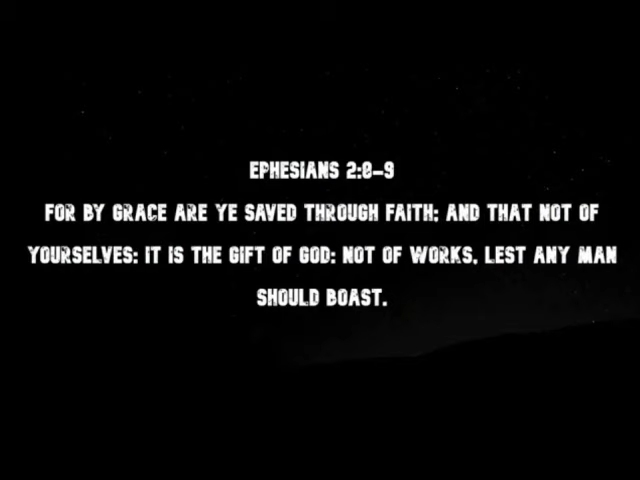 EPHESIANS 2:8-9
FOR BY GRACE ARE YE SAVED THROUGH FAITH; AND THAT NOT OF
YOURSELVES: IT IS THE GIFT OF GOD: NOT OF WORKS, LEST ANY MAN
SHOULD BOAST.